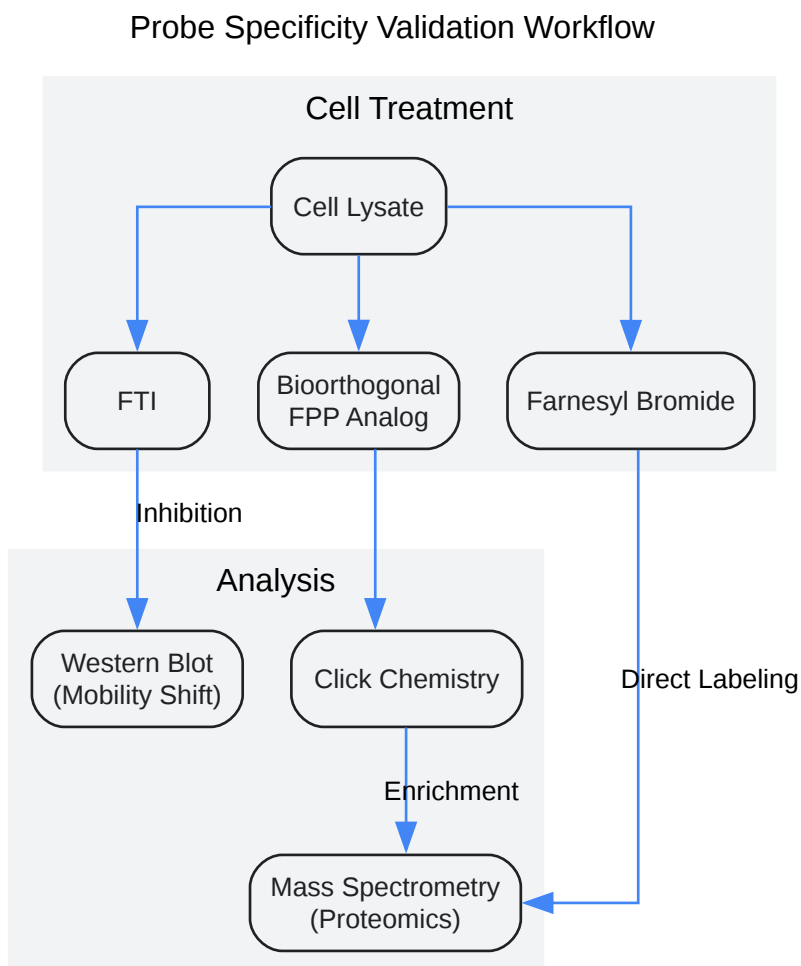 Probe Specificity Validation Workflow
Cell Treatment
Cell Lysate
FTI
Bioorthogonal
FPP Analog
Farnesyl Bromide
Inhibition
Analysis
Western Blot
(Mobility Shift)
Click Chemistry
Direct Labeling
Enrichment
Mass Spectrometry
(Proteomics)